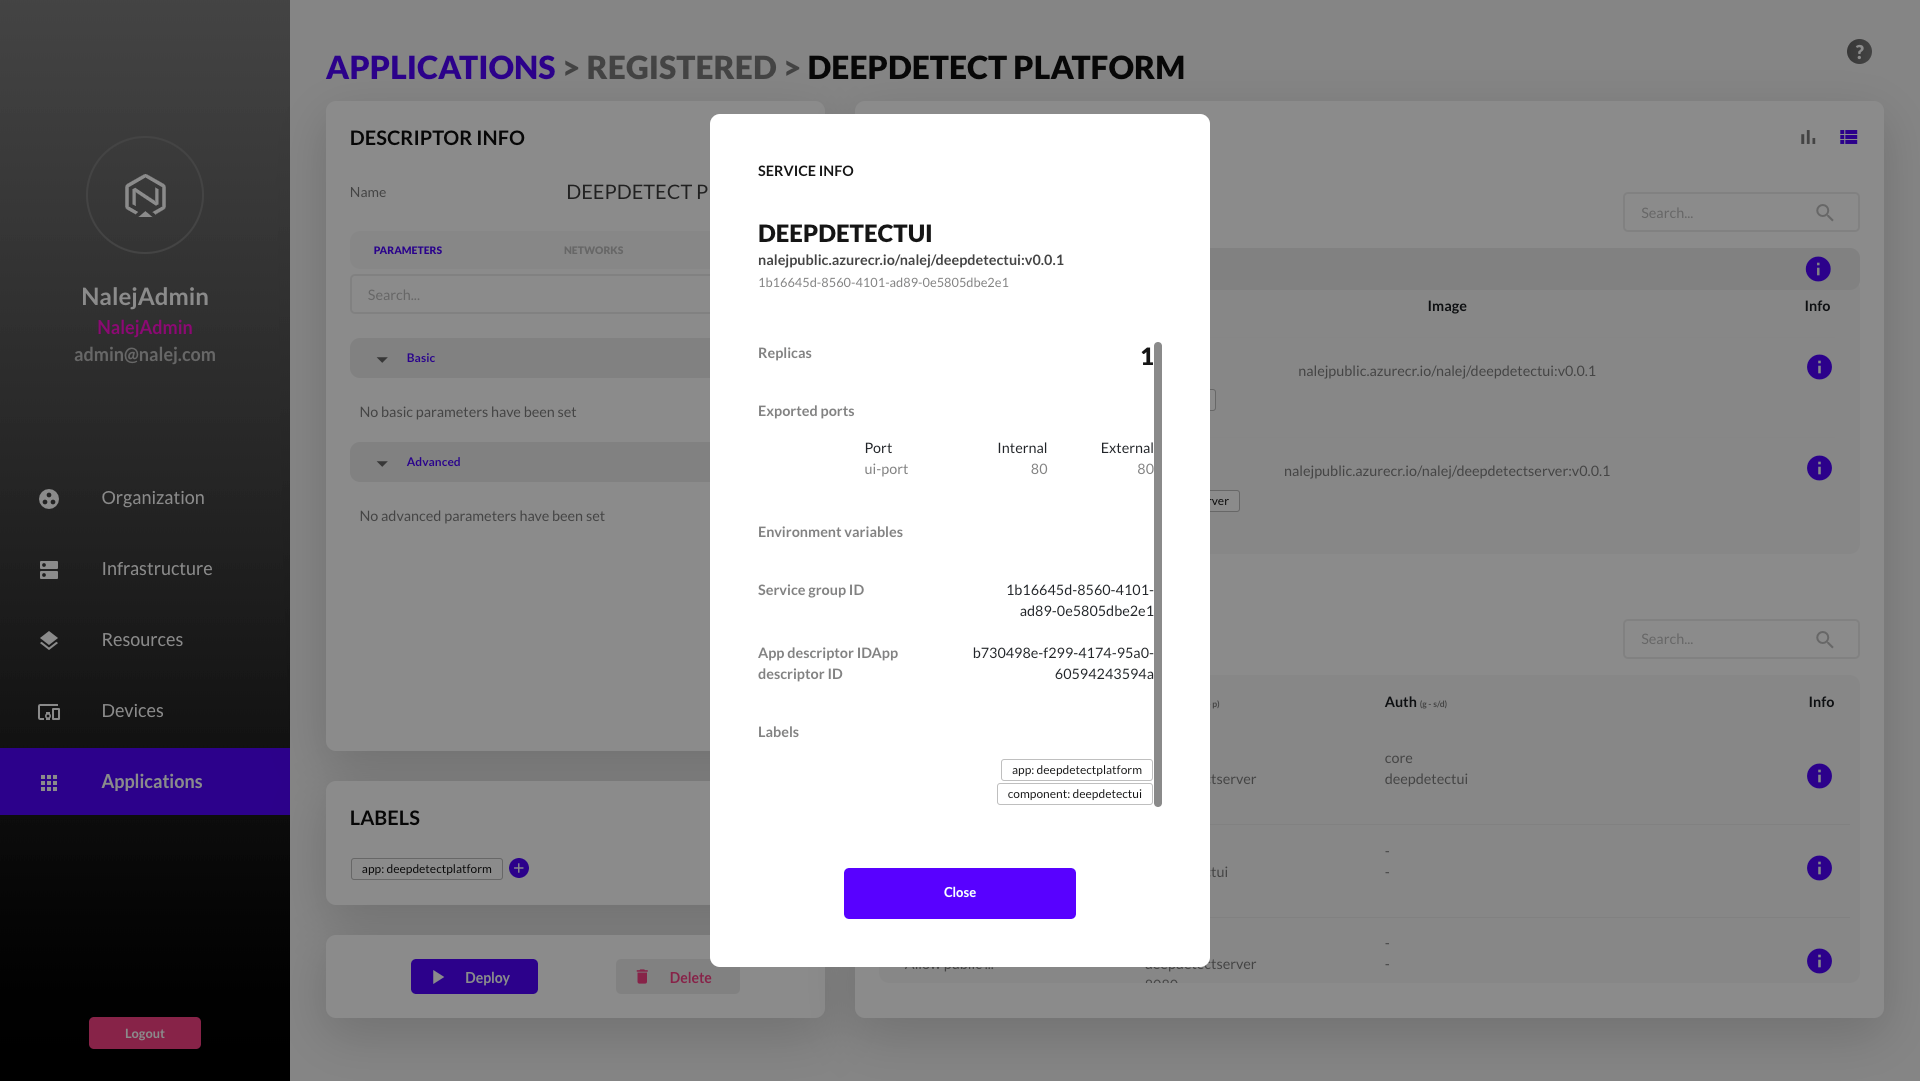 NalejAdmin
NalejAdmin
admin@nalej.com
Organization
Infrastructure
Resources
Devices
Applications
Logout
APPLICATIONS > REGISTERED > DEEPDETECT PLATFORM
?
DESCRIPTOR INFO
Name DEEPDETECT P
PARAMETERS NETWORKS
Search...
Basic
No basic parameters have been set
Advanced
No advanced parameters have been set
LABELS
app: deepdetectplatform
Deploy Delete
SERVICE INFO
DEEPDETECTUI
nalejpublic.azurecr.io/nalej/deepdetectui:v0.0.1
1b16645d-8560-4101-ad89-0e5805dbe2e1
Replicas 1
Exported ports
Port Internal External
ui-port 80 80
Environment variables
Service group ID 1b16645d-8560-4101-
ad89-0e5805dbe2e1
App descriptor IDApp b730498e-f299-4174-95a0-
descriptor ID 60594243594a
Labels
app: deepdetectplatform
component: deepdetectui
Close
Search...
Image Info
nalejpublic.azurecr.io/nalej/deepdetectui:v0.0.1
nalejpublic.azurecr.io/nalej/deepdetectserver:v0.0.1
rver
Search...
p) Auth (g - s/d) Info
core
ctserver deepdetectui
-
tui -
-
deepdetectserver -